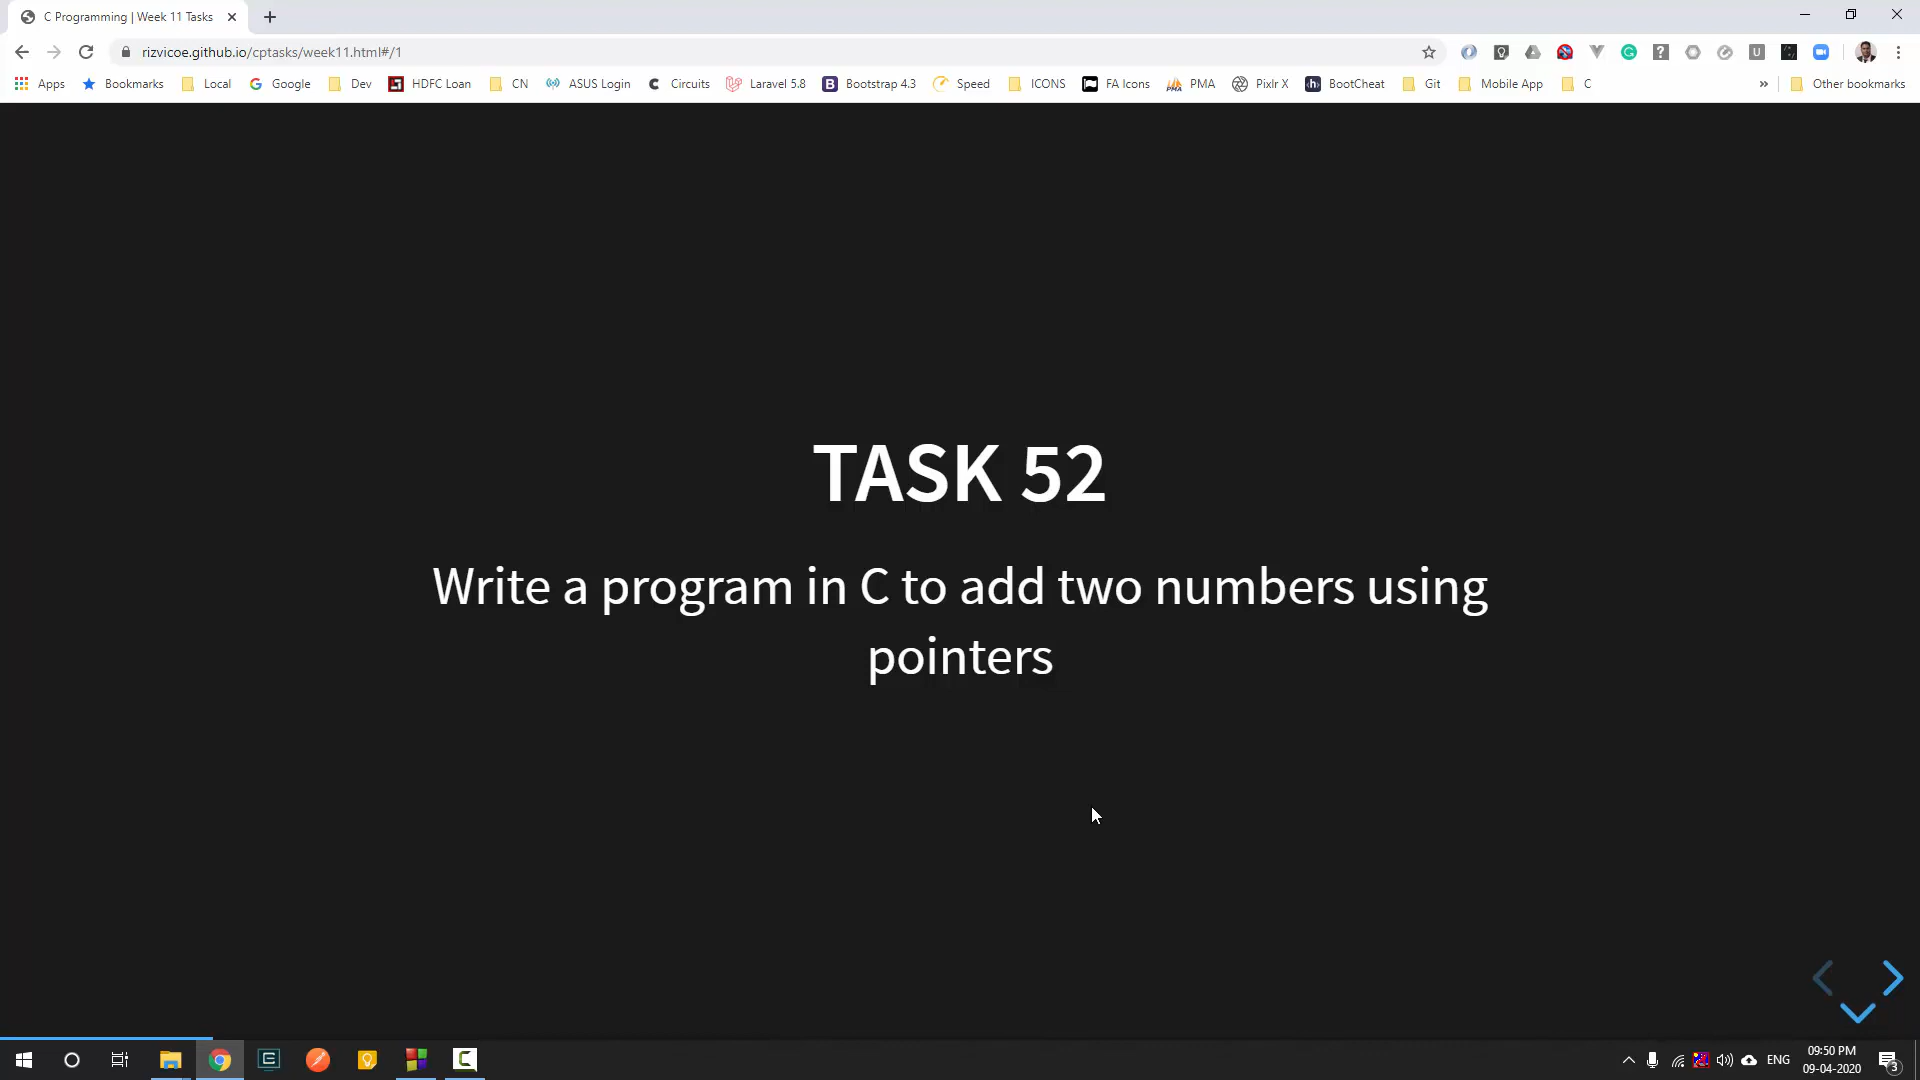 C Programming | Week 11 Tasks
rizvicoe.github.io/cptasks/week11.html#/1
Apps Bookmarks Local Google Dev HDFC Loan CN ASUS Login Circuits Laravel 5.8 Bootstrap 4.3 Speed ICONS FA Icons PMA Pixlr X BootCheat Git Mobile App C » Other bookmarks
TASK 52
Write a program in C to add two numbers using
pointers
ENG
09:50 PM
09-04-2020
3